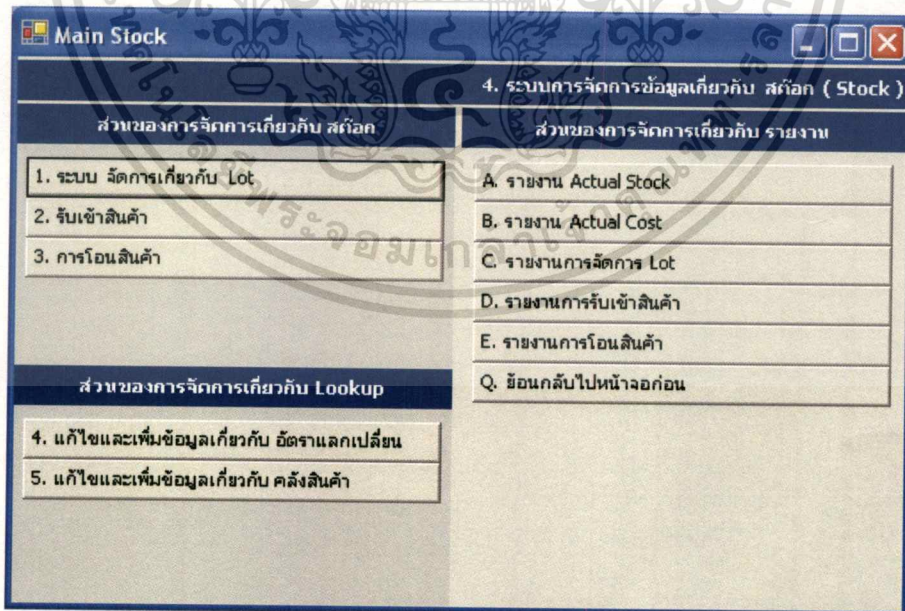 Main Stock
4. ระบบการจัดการข้อมูลเกี่ยวกับ สต๊อก ( Stock )
ส่วนของการจัดการเกี่ยวกับ สต๊อก
1. ระบบ จัดการเกี่ยวกับ Lot
2. รับเข้าสินค้า
3. การโอนสินค้า
ส่วนของการจัดการเกี่ยวกับ Lookup
4. แก้ไขและเพิ่มข้อมูลเกี่ยวกับ อัตราแลกเปลี่ยน
5. แก้ไขและเพิ่มข้อมูลเกี่ยวกับ คลังสินค้า
ส่วนของการจัดการเกี่ยวกับ รายงาน
A. รายงาน Actual Stock
B. รายงาน Actual Cost
C. รายงานการจัดการ Lot
D. รายงานการรับเข้าสินค้า
E. รายงานการโอนสินค้า
Q. ย้อนกลับไปหน้าจอก่อน